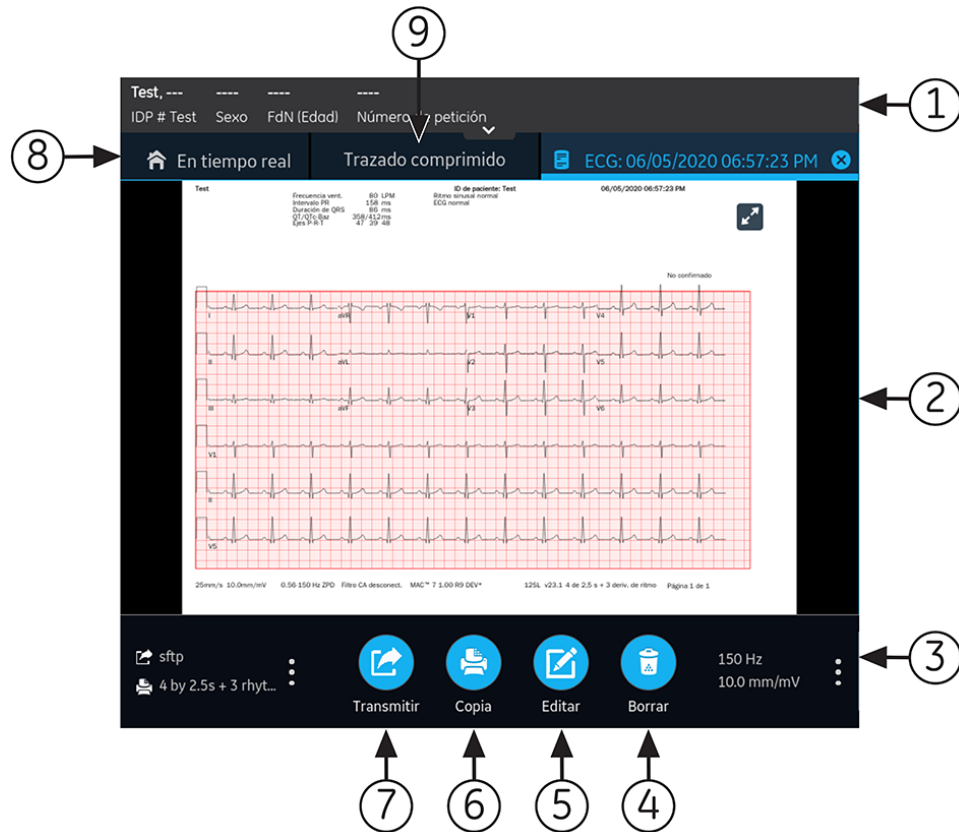 9
Test, --- ---- ---- ----
IDP # Test Sexo FdN (Edad) Número de petición
1
8
En tiempo real Trazado comprimido ECG: 06/05/2020 06:57:23 PM
Test ID de paciente: Test 06/05/2020 06:57:23 PM
Frecuencia vent. 80 LPM Ritmo sinusal normal
Intervalo PR 158 ms ECG normal
Duración de QRS 86 ms
QT/QTc-Baz 358/412 ms
Ejes P-R-T 47 39 48
No confirmado
I aVR V1 V4
II aVL V2 V5
2
III aVF V3 V6
V1
II
V5
25mm/s 10.0mm/mV 0.56-150 Hz ZPD Filtro CA desconect. MAC™ 7 1.00 R9 DEV* 12SL v23.1 4 de 2,5 s + 3 deriv. de ritmo Página 1 de 1
3
sftp 150 Hz
4 by 2.5s + 3 rhyt... 10.0 mm/mV
Transmitir Copia Editar Borrar
7 6 5 4